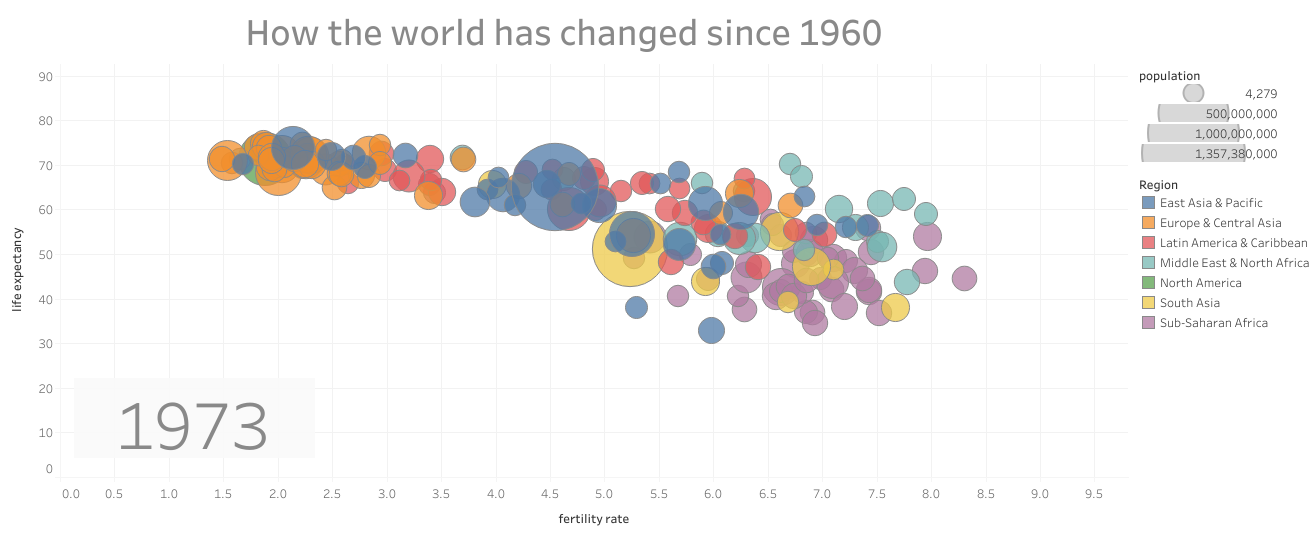 How the world has changed since 1960
population
4,279
500,000,000
1,000,000,000
1,357,380,000
Region
East Asia & Pacific
Europe & Central Asia
Latin America & Caribbean
Middle East & North Africa
North America
South Asia
Sub-Saharan Africa
life expectancy
90
80
70
60
50
40
30
20
10
0
1973
0.0 0.5 1.0 1.5 2.0 2.5 3.0 3.5 4.0 4.5 5.0 5.5 6.0 6.5 7.0 7.5 8.0 8.5 9.0 9.5
fertility rate